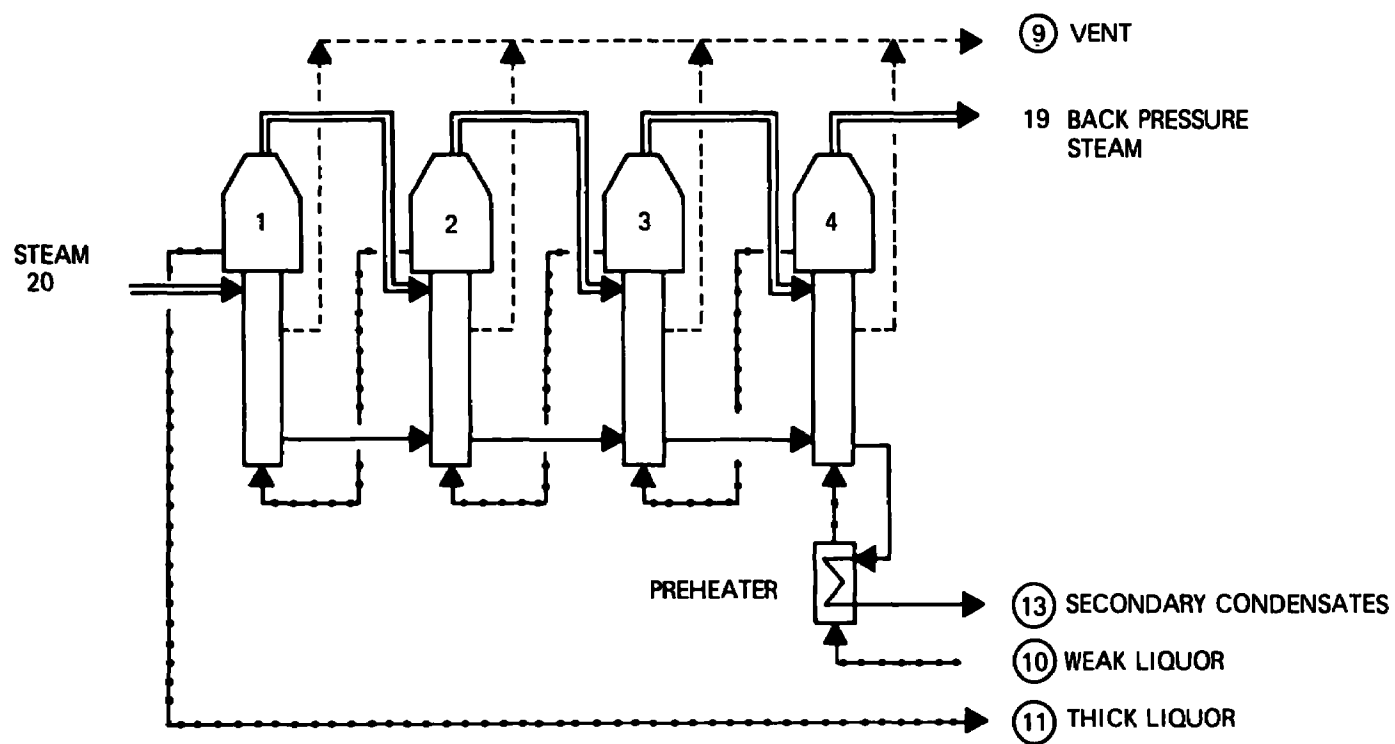 9 VENT
19 BACK PRESSURE
STEAM
1
2
3
4
STEAM
20
PREHEATER
13 SECONDARY CONDENSATES
10 WEAK LIQUOR
11 THICK LIQUOR